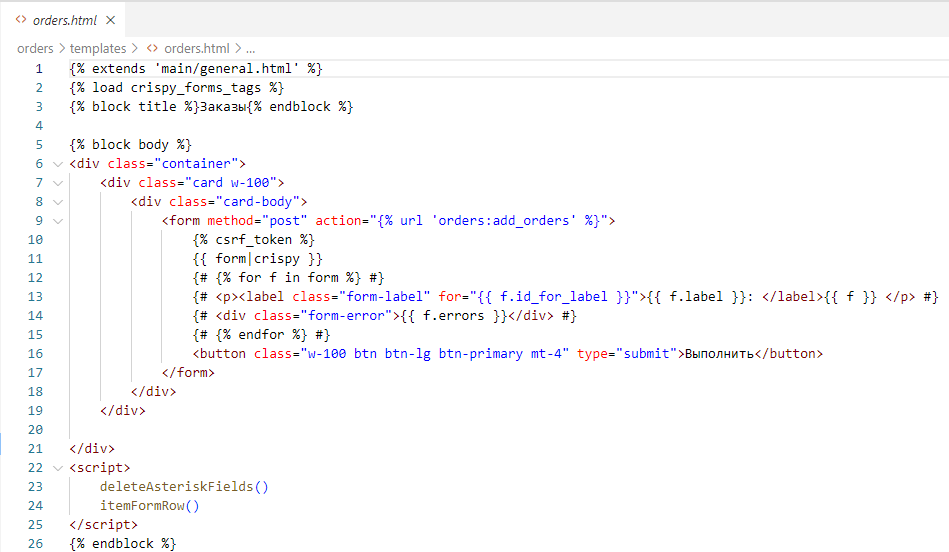 orders.html
orders > templates > orders.html > ...
1 {% extends 'main/general.html' %}
2 {% load crispy_forms_tags %}
3 {% block title %}Заказы{% endblock %}
4
5 {% block body %}
6 <div class="container">
7     <div class="card w-100">
8         <div class="card-body">
9             <form method="post" action="{% url 'orders:add_orders' %}">
10                 {% csrf_token %}
11                 {{ form|crispy }}
12                 {# {% for f in form %} #}
13                 {# <p><label class="form-label" for="{{ f.id_for_label }}">{{ f.label }}: </label>{{ f }} </p> #}
14                 {# <div class="form-error">{{ f.errors }}</div> #}
15                 {# {% endfor %} #}
16                 <button class="w-100 btn btn-lg btn-primary mt-4" type="submit">Выполнить</button>
17             </form>
18         </div>
19     </div>
20
21 </div>
22 <script>
23     deleteAsteriskFields()
24     itemFormRow()
25 </script>
26 {% endblock %}